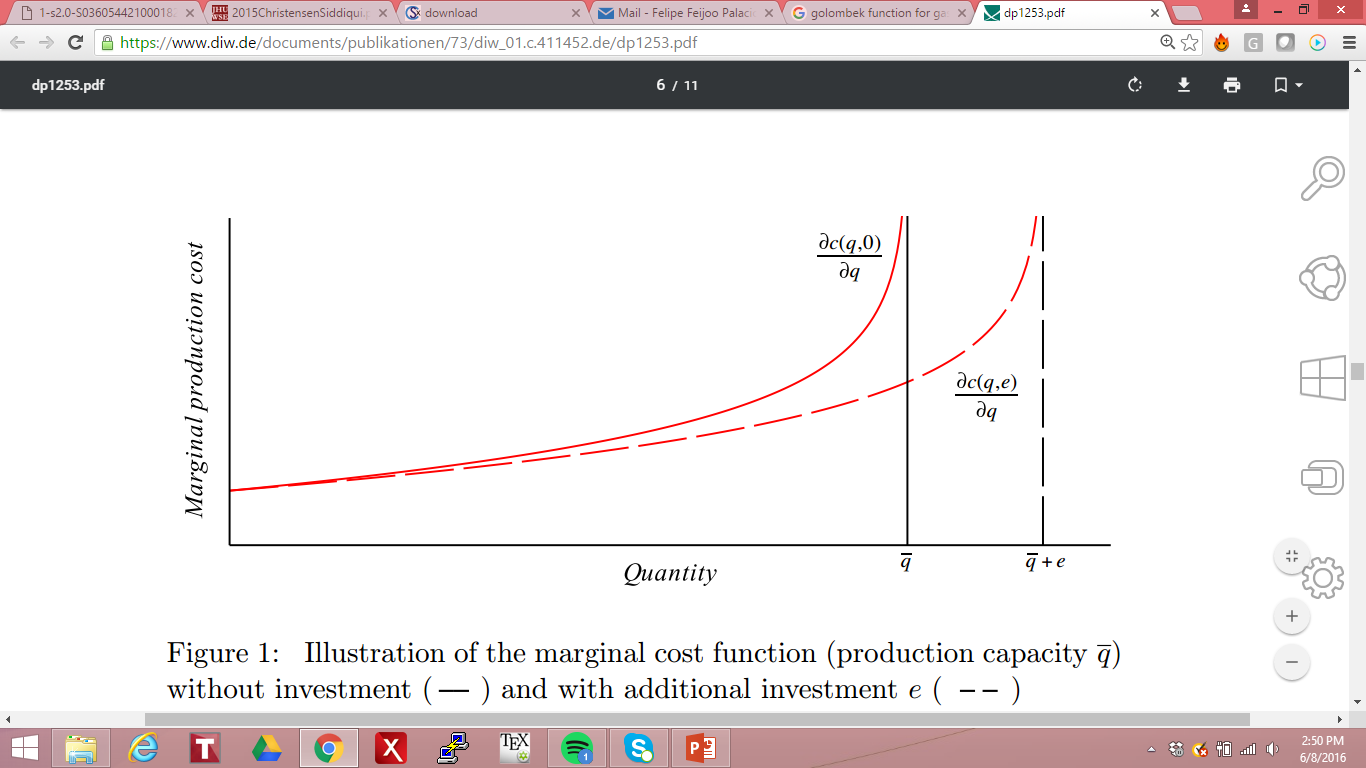 1-s2.0-S0360544210001
2015ChristensenSiddiqui.
download
Mail - Felipe Feijoo Palaci
golombek function for ga
dp1253.pdf
https://www.diw.de/documents/publikationen/73/diw_01.c.411452.de/dp1253.pdf
dp1253.pdf
6 / 11
Marginal production cost
∂c(q,0)
∂q
∂c(q,e)
∂q
q̅
q̅ + e
Quantity
Figure 1: Illustration of the marginal cost function (production capacity q̅)
without investment ( — ) and with additional investment e ( -- )
T
X
TEX
1
S
P
2:50 PM
6/8/2016